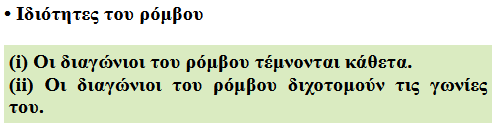 • Ιδιότητες του ρόμβου
(i) Οι διαγώνιοι του ρόμβου τέμνονται κάθετα.
(ii) Οι διαγώνιοι του ρόμβου διχοτομούν τις γωνίες
του.